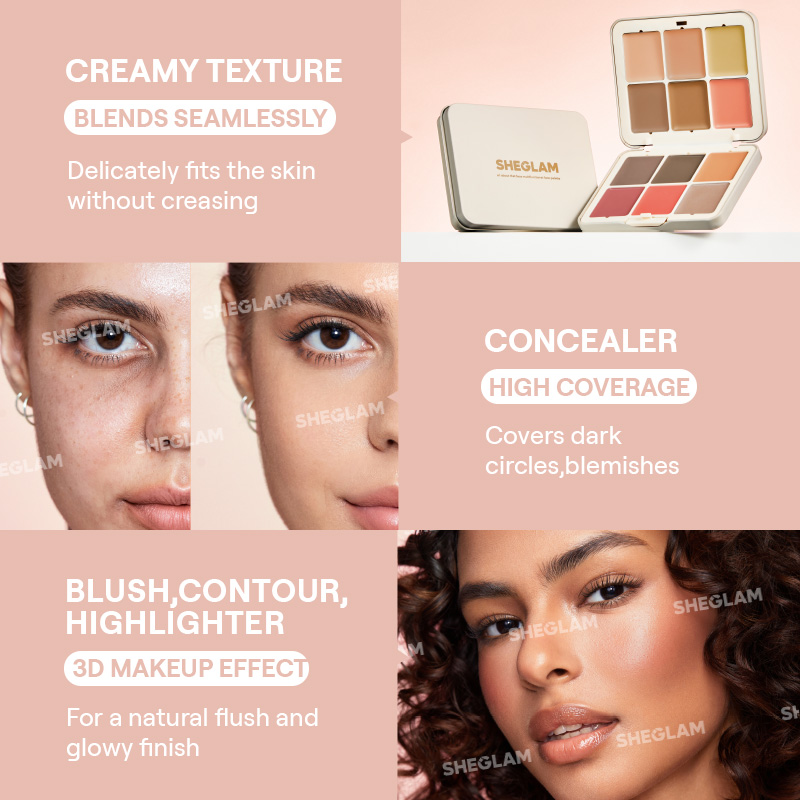 CREAMY TEXTURE
BLENDS SEAMLESSLY
Delicately fits the skin
without creasing
SHEGLAM
SHEGLAM
SHEGLAM
SHEGLAM
SHEGLAM
SHEGLAM
SHEGLAM
CONCEALER
HIGH COVERAGE
Covers dark
circles,blemishes
BLUSH,CONTOUR,
HIGHLIGHTER
3D MAKEUP EFFECT
For a natural flush and
glowy finish
SHEGLAM
SHEGLAM
SHEGLAM
SHEGLAM